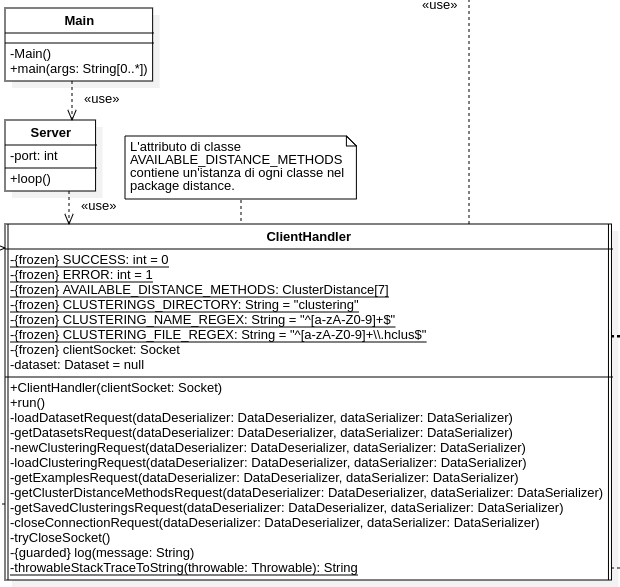 «use»
Main
-Main()
+main(args: String[0..*])
«use»
Server
-port: int
+loop()
«use»
L'attributo di classe
AVAILABLE_DISTANCE_METHODS
contiene un'istanza di ogni classe nel
package distance.
ClientHandler
-{frozen} SUCCESS: int = 0
-{frozen} ERROR: int = 1
-{frozen} AVAILABLE_DISTANCE_METHODS: ClusterDistance[7]
-{frozen} CLUSTERINGS_DIRECTORY: String = "clustering"
-{frozen} CLUSTERING_NAME_REGEX: String = "^[a-zA-Z0-9]+$"
-{frozen} CLUSTERING_FILE_REGEX: String = "^[a-zA-Z0-9]+\\.hclus$"
-{frozen} clientSocket: Socket
-dataset: Dataset = null
+ClientHandler(clientSocket: Socket)
+run()
-loadDatasetRequest(dataDeserializer: DataDeserializer, dataSerializer: DataSerializer)
-getDatasetsRequest(dataDeserializer: DataDeserializer, dataSerializer: DataSerializer)
-newClusteringRequest(dataDeserializer: DataDeserializer, dataSerializer: DataSerializer)
-loadClusteringRequest(dataDeserializer: DataDeserializer, dataSerializer: DataSerializer)
-getExamplesRequest(dataDeserializer: DataDeserializer, dataSerializer: DataSerializer)
-getClusterDistanceMethodsRequest(dataDeserializer: DataDeserializer, dataSerializer: DataSerializer)
-getSavedClusteringsRequest(dataDeserializer: DataDeserializer, dataSerializer: DataSerializer)
-closeConnectionRequest(dataDeserializer: DataDeserializer, dataSerializer: DataSerializer)
-tryCloseSocket()
-{guarded} log(message: String)
-throwableStackTraceToString(throwable: Throwable): String